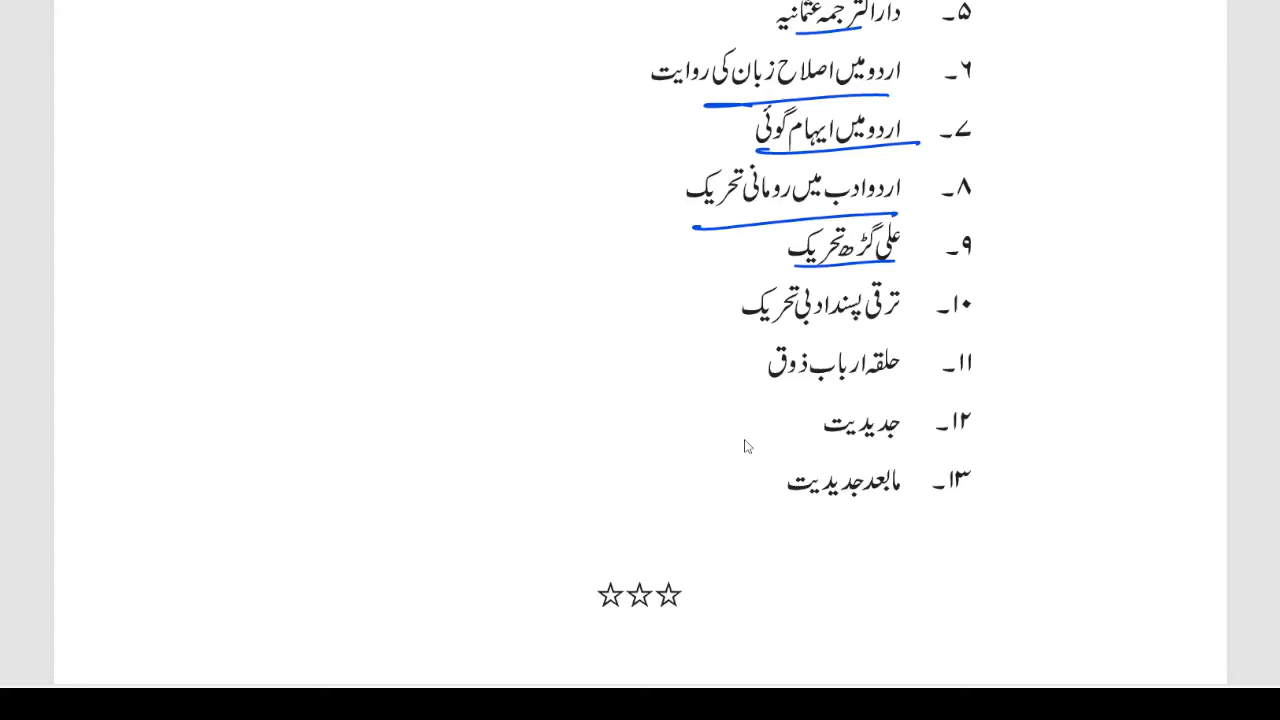 ۵۔ دارالترجمہ عثمانیہ
۶۔ اردو میں اصلاح زبان کی روایت
۷۔ اردو میں ایہام گوئی
۸۔ اردو ادب میں رومانی تحریک
۹۔ علی گڑھ تحریک
۱۰۔ ترقی پسند ادبی تحریک
۱۱۔ حلقہ ارباب ذوق
۱۲۔ جدیدیت
۱۳۔ مابعد جدیدیت